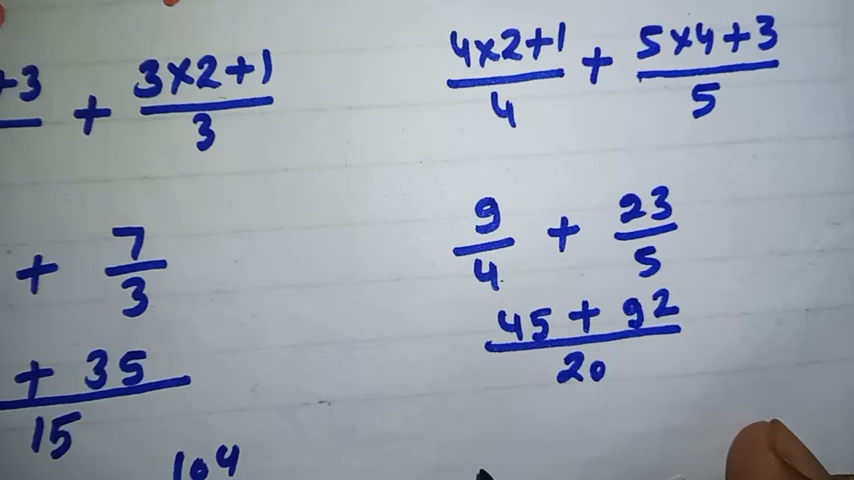 +3 + 3×2+1
3
+ 7
3
+ 35
15
104
4×2+1 + 5×4+3
4 5
9 + 23
4 5
45 + 92
20